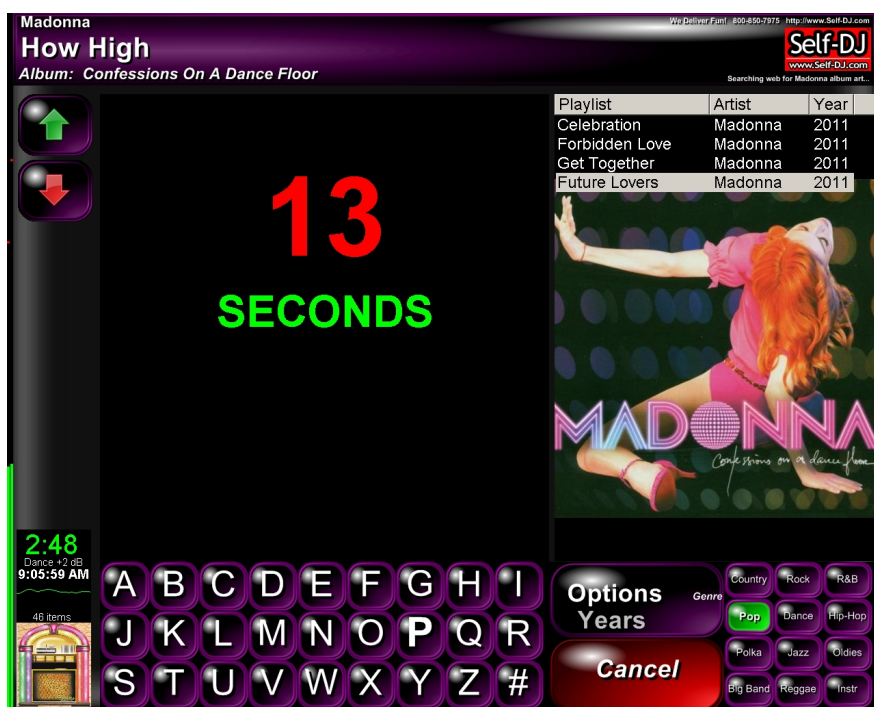 Madonna
We Deliver Fun! 800-850-7975 http://www.Self-DJ.com
How High
Self-DJ
www.Self-DJ.com
Album: Confessions On A Dance Floor
Searching web for Madonna album art...
Playlist Artist Year
Celebration Madonna 2011
Forbidden Love Madonna 2011
Get Together Madonna 2011
Future Lovers Madonna 2011
13
SECONDS
MADONNA
Confessions on a dance floor
2:48
Dance +2 dB
9:05:59 AM
46 items
A B C D E F G H I
J K L M N O P Q R
S T U V W X Y Z #
Options
Years
Genre
Cancel
Country Rock R&B
Pop Dance Hip-Hop
Polka Jazz Oldies
Big Band Reggae Instr